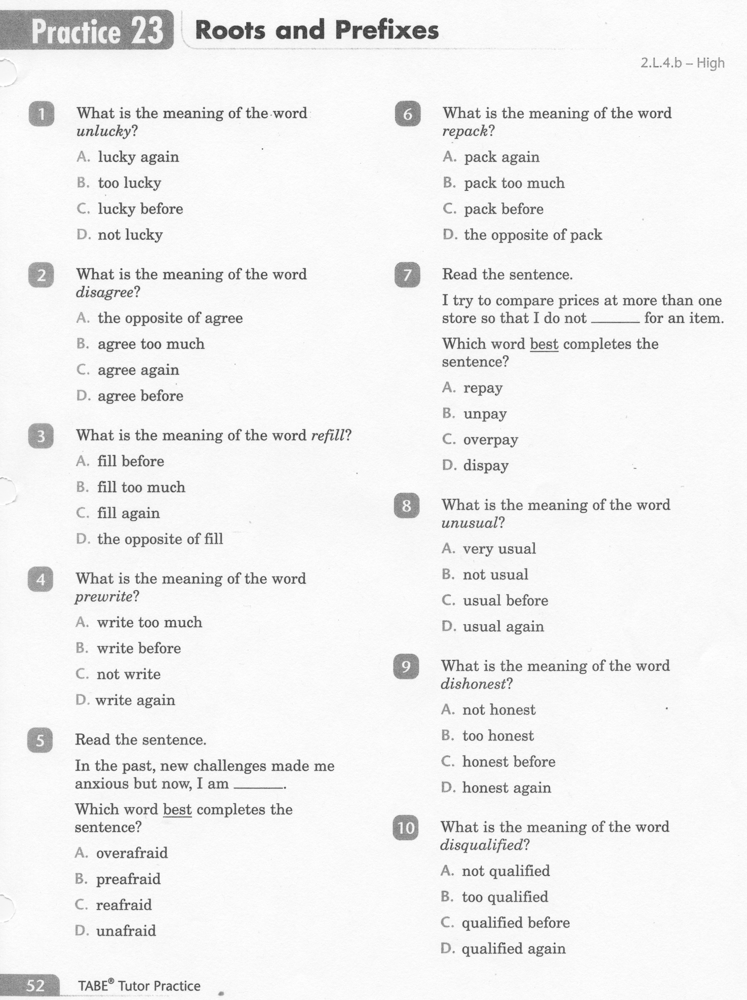 Practice 23
Roots and Prefixes
2.L.4.b – High
1
What is the meaning of the word
unlucky?
A. lucky again
B. too lucky
C. lucky before
D. not lucky
2
What is the meaning of the word
disagree?
A. the opposite of agree
B. agree too much
C. agree again
D. agree before
3
What is the meaning of the word refill?
A. fill before
B. fill too much
C. fill again
D. the opposite of fill
4
What is the meaning of the word
prewrite?
A. write too much
B. write before
C. not write
D. write again
5
Read the sentence.
In the past, new challenges made me
anxious but now, I am ______.
Which word best completes the
sentence?
A. overafraid
B. preafraid
C. reafraid
D. unafraid
6
What is the meaning of the word
repack?
A. pack again
B. pack too much
C. pack before
D. the opposite of pack
7
Read the sentence.
I try to compare prices at more than one
store so that I do not ______ for an item.
Which word best completes the
sentence?
A. repay
B. unpay
C. overpay
D. dispay
8
What is the meaning of the word
unusual?
A. very usual
B. not usual
C. usual before
D. usual again
9
What is the meaning of the word
dishonest?
A. not honest
B. too honest
C. honest before
D. honest again
10
What is the meaning of the word
disqualified?
A. not qualified
B. too qualified
C. qualified before
D. qualified again
52
TABE® Tutor Practice